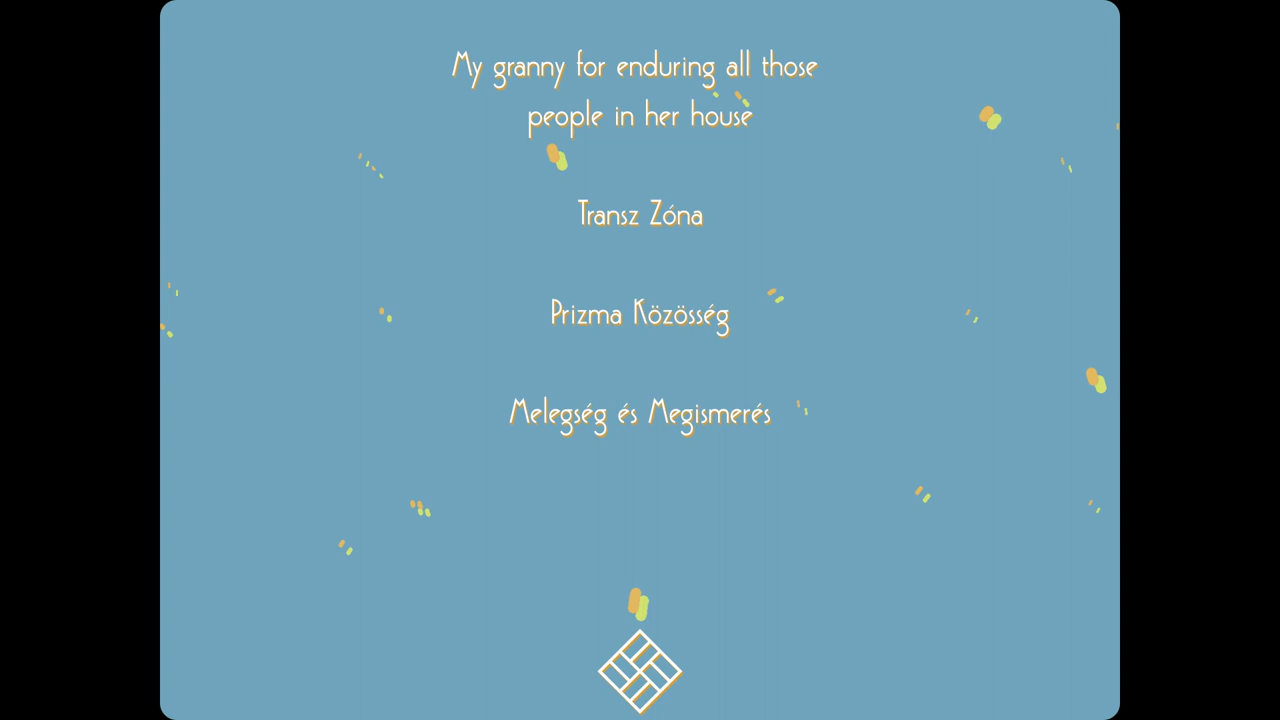 My granny for enduring all those
people in her house
Transz Zóna
Prizma Közösség
Melegség és Megismerés